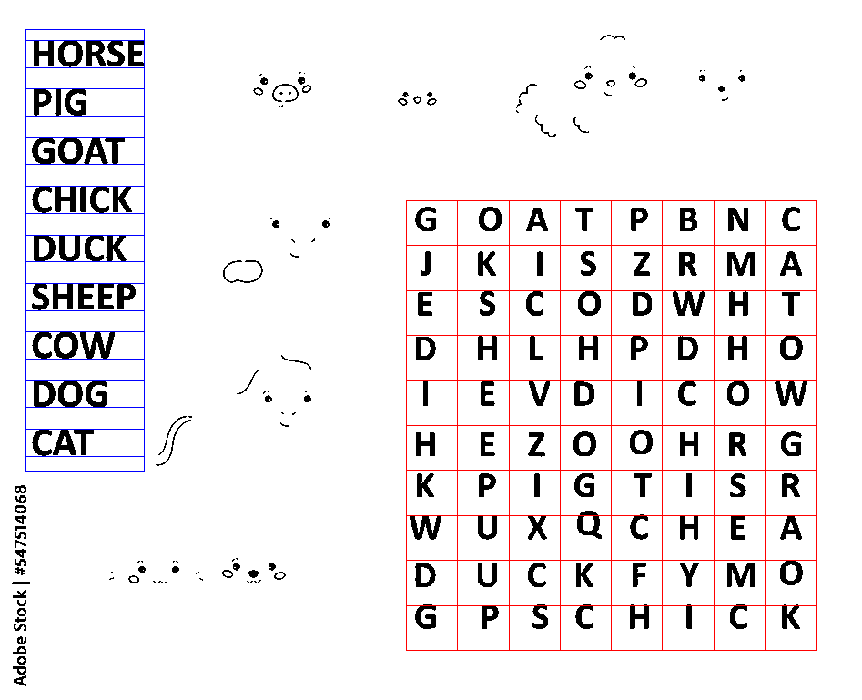 HORSE
PIG
GOAT
CHICK
DUCK
SHEEP
COW
DOG
CAT
G O A T P B N C
J K I S Z R M A
E S C O D W H T
D H L H P D H O
I E V D I C O W
H E Z O O H R G
K P I G T I S R
W U X Q C H E A
D U C K F Y M O
G P S C H I C K
Adobe Stock | #547514068